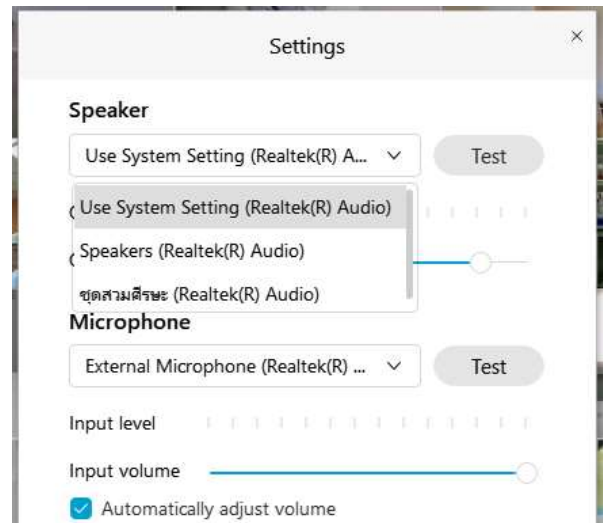 Settings
Speaker
Use System Setting (Realtek(R) A...
Test
Use System Setting (Realtek(R) Audio)
Speakers (Realtek(R) Audio)
ชุดสวมศีรษะ (Realtek(R) Audio)
Microphone
External Microphone (Realtek(R) ...
Test
Input level
Input volume
Automatically adjust volume